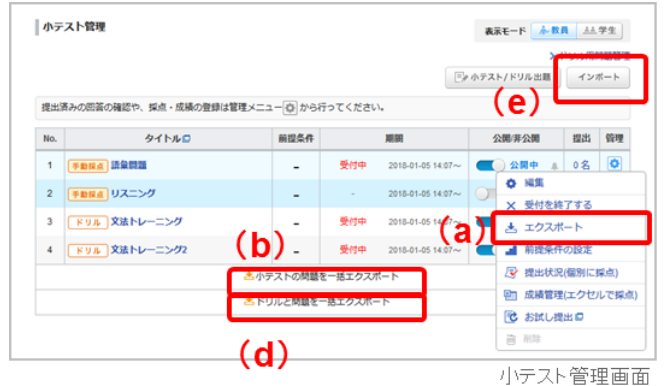 小テスト管理
表示モード 教員 学生
小テスト/ドリル出題 インポート
(e)
提出済みの回答の確認や、採点・成績の登録は管理メニュー から行ってください。
No. タイトル 前提条件 期間 公開/非公開 提出 管理
1 手動採点 語彙問題 - 受付中 2018-01-05 14:07～ 公開中 0名
2 手動採点 リスニング - - 2018-01-05 14:07～
3 ドリル 文法トレーニング - 受付中 2018-01-05 14:07～
4 ドリル 文法トレーニング2 - 受付中 2018-01-05 14:07～
編集
受付を終了する
(a) エクスポート
前提条件の設定
提出状況(個別に採点)
成績管理(エクセルで採点)
お試し提出
削除
(b)
小テストの問題を一括エクスポート
ドリルと問題を一括エクスポート
(d)
小テスト管理画面